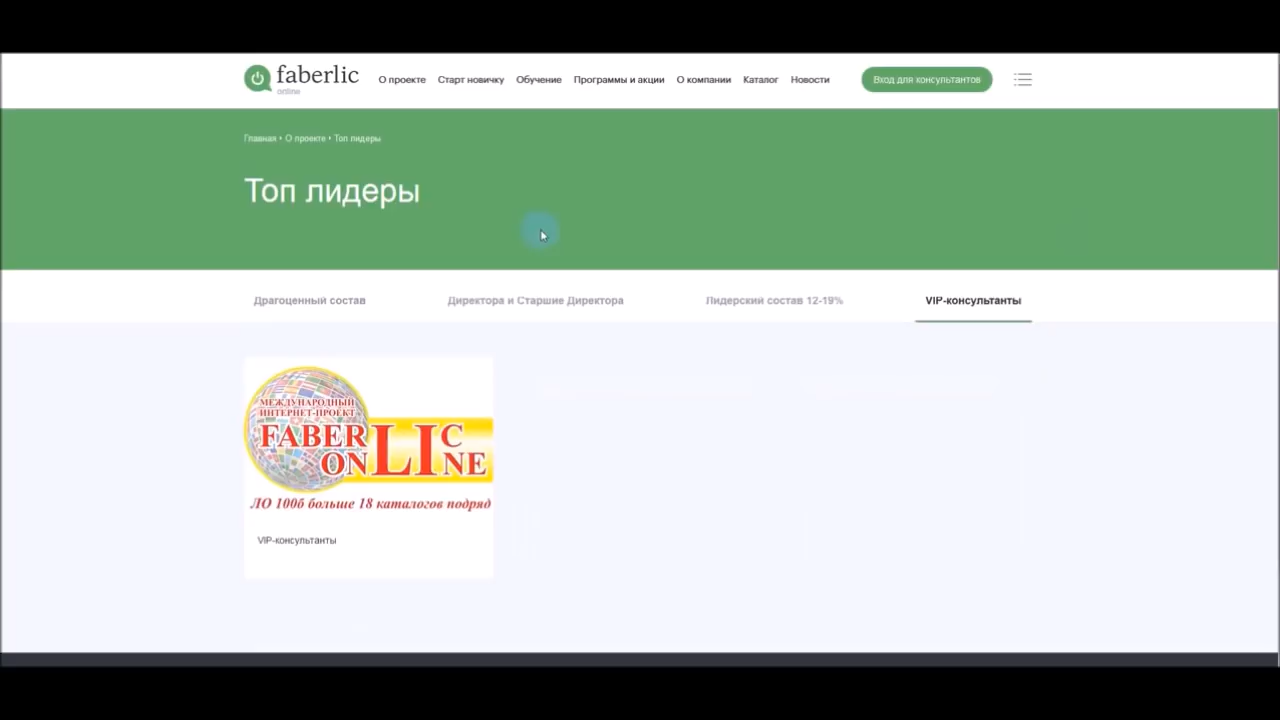 faberlic
online
О проекте Старт новичку Обучение Программы и акции О компании Каталог Новости
Вход для консультантов
Главная • О проекте • Топ лидеры
Топ лидеры
Драгоценный состав Директора и Старшие Директора Лидерский состав 12-19% VIP-консультанты
МЕЖДУНАРОДНЫЙ
ИНТЕРНЕТ-ПРОЕКТ
FABERLIC
ONLINE
ЛО 100б больше 18 каталогов подряд
VIP-консультанты